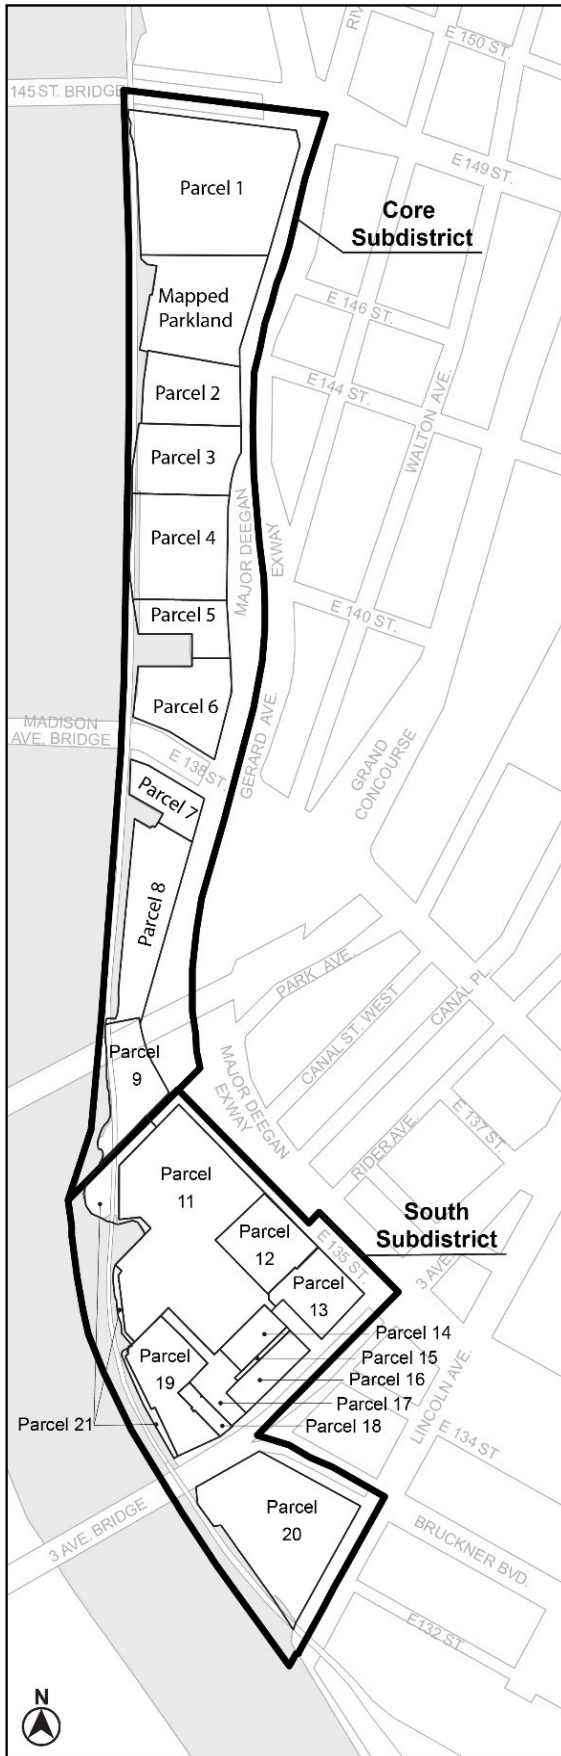 RIV
E 150 ST.
145 ST. BRIDGE
E 149 ST.
Parcel 1
Core
Subdistrict
Mapped
Parkland
E 146 ST.
Parcel 2
E 144 ST.
WALTON AVE.
Parcel 3
MAJOR DEEGAN
EXWAY
Parcel 4
Parcel 5
E 140 ST.
Parcel 6
MADISON
AVE. BRIDGE
E 138 ST.
GERARD AVE.
GRAND
CONCOURSE
Parcel 7
Parcel 8
PARK AVE.
CANAL ST. WEST
CANAL PL.
Parcel
9
MAJOR DEEGAN
EXWAY
RIDER AVE.
E 137 ST.
Parcel
11
South
Subdistrict
Parcel
12
E 135 ST.
3 AVE.
Parcel
13
Parcel 14
Parcel 15
Parcel 16
Parcel 17
Parcel 18
Parcel
19
Parcel 21
LINCOLN AVE.
E 134 ST
Parcel
20
3 AVE. BRIDGE
BRUCKNER BVD.
E132 ST
N